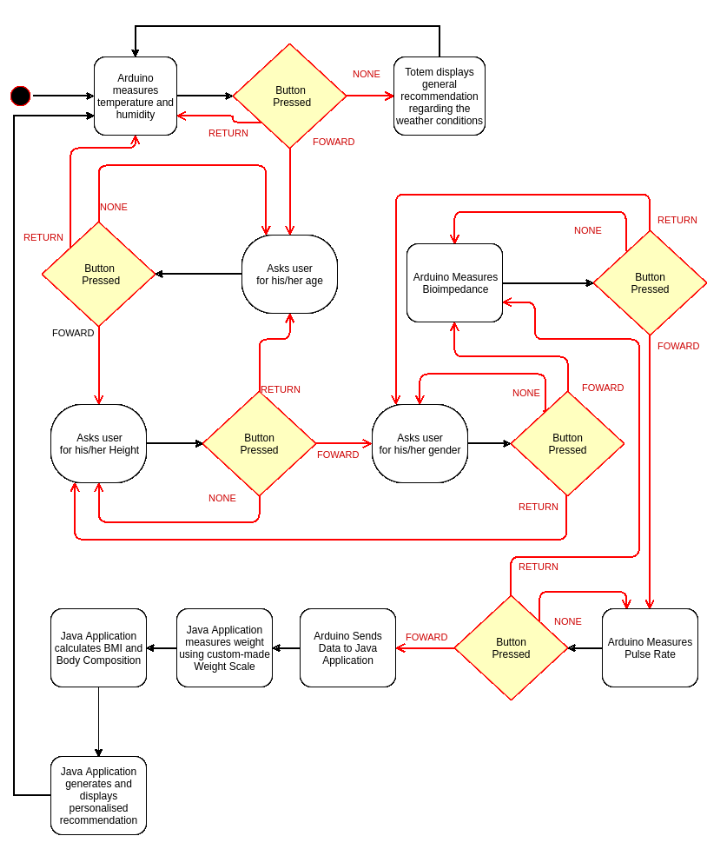 Arduino
measures
temperature and
humidity
Button
Pressed
NONE
RETURN
FOWARD
Totem displays
general
recommendation
regarding the
weather conditions
NONE
RETURN
Button
Pressed
FOWARD
Asks user
for his/her age
Arduino Measures
Bioimpedance
NONE
RETURN
Button
Pressed
FOWARD
Asks user
for his/her Height
RETURN
Button
Pressed
FOWARD
NONE
Asks user
for his/her gender
NONE
FOWARD
Button
Pressed
RETURN
RETURN
NONE
Java Application
calculates BMI and
Body Composition
Java Application
measures weight
using custom-made
Weight Scale
Arduino Sends
Data to Java
Application
FOWARD
Button
Pressed
Arduino Measures
Pulse Rate
Java Application
generates and
displays
personalised
recommendation